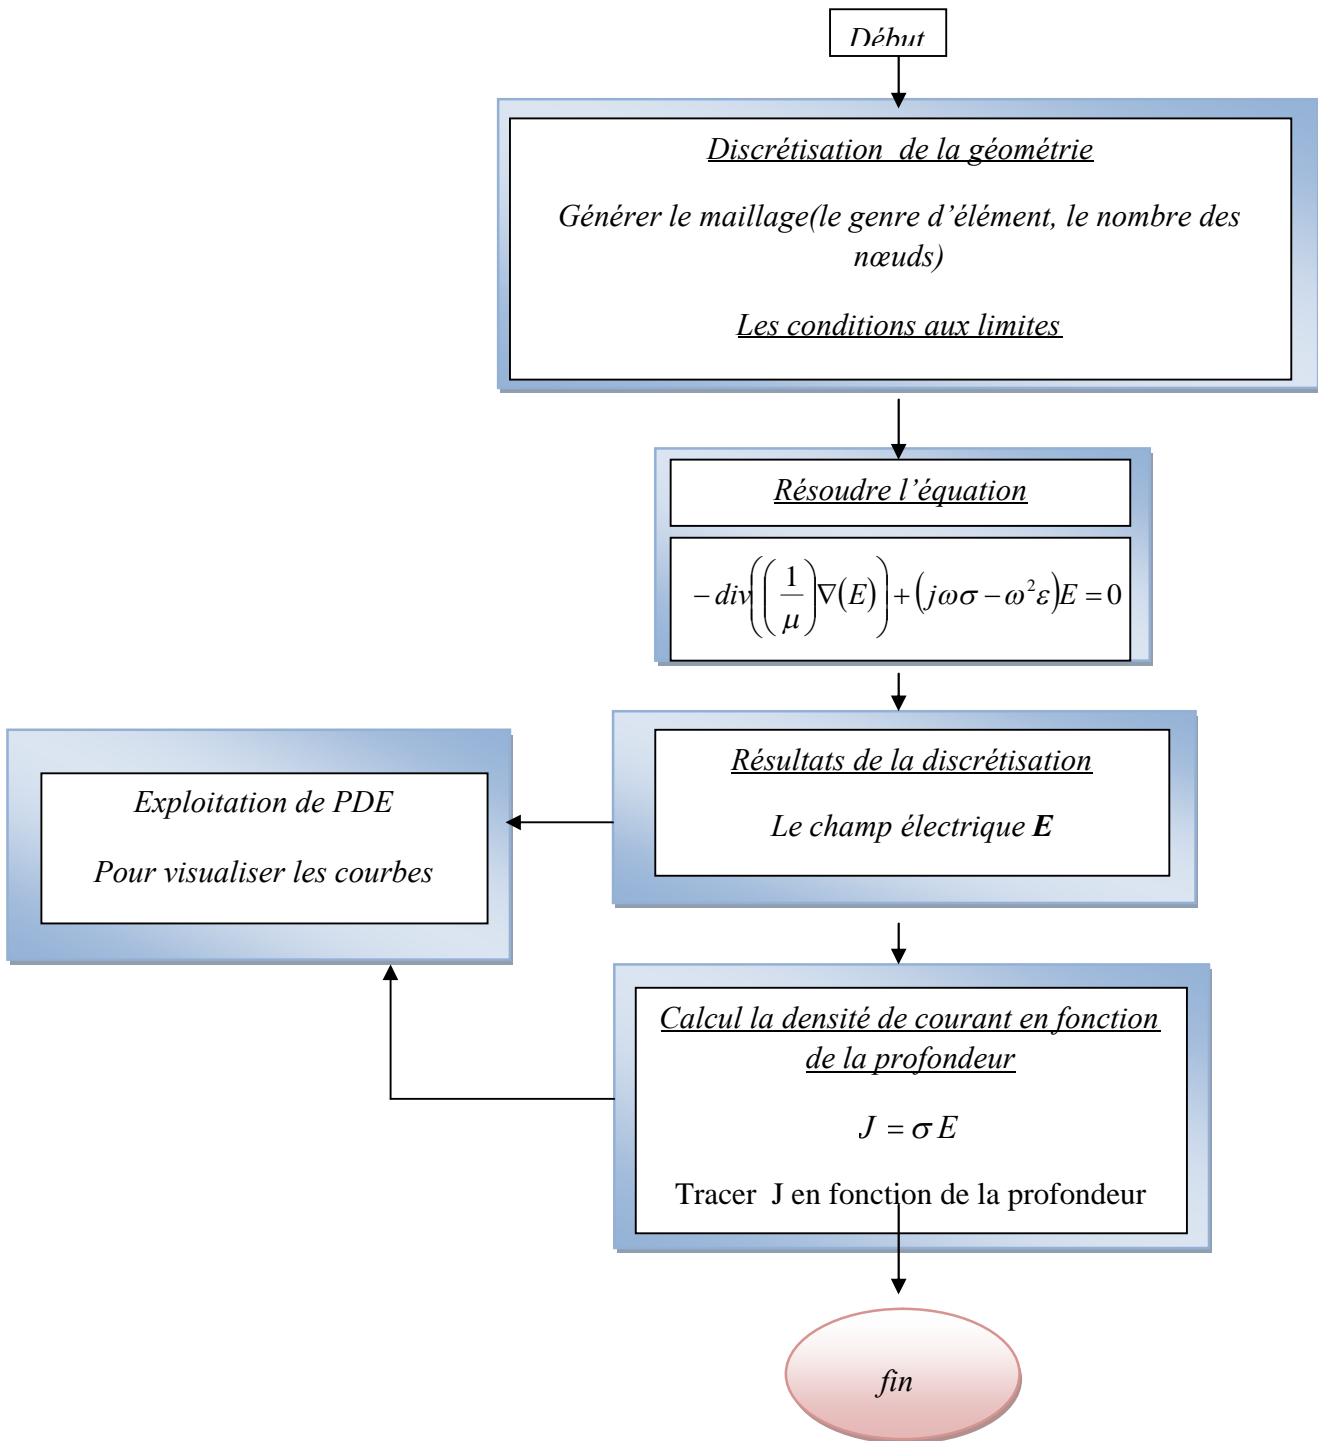 Début
Discrétisation de la géométrie
Générer le maillage(le genre d’élément, le nombre des
nœuds)
Les conditions aux limites
Résoudre l’équation
− div((1/μ)∇(E)) + (jωσ − ω²ε)E = 0
Résultats de la discrétisation
Le champ électrique E
Exploitation de PDE
Pour visualiser les courbes
Calcul la densité de courant en fonction
de la profondeur
J = σ E
Tracer J en fonction de la profondeur
fin